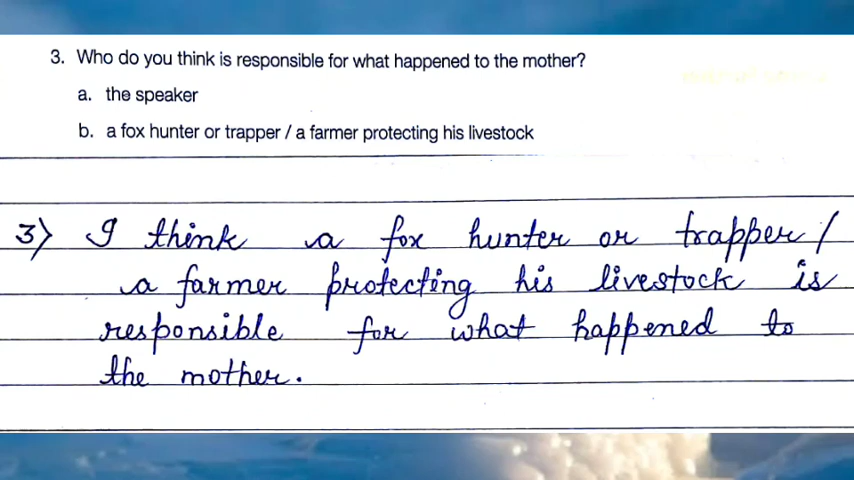 3. Who do you think is responsible for what happened to the mother?
a. the speaker
b. a fox hunter or trapper / a farmer protecting his livestock
3) I think a fox hunter or trapper /
a farmer protecting his livestock is
responsible for what happened to
the mother.